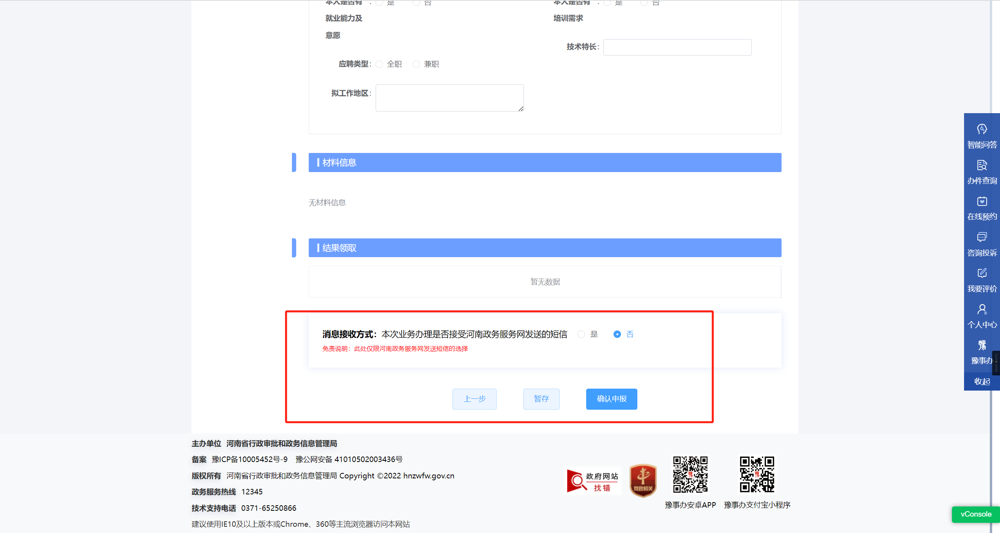 本人是否有 : 是 否
就业能力及
意愿
本人是否有 : 是 否
培训需求
技术特长:
应聘类型: 全职 兼职
拟工作地区:
材料信息
无材料信息
结果领取
暂无数据
消息接收方式：本次业务办理是否接受河南政务服务网发送的短信 是 否
免责说明：此处仅限河南政务服务网发送短信的选择
上一步 暂存 确认申报
智能问答
办件查询
在线预约
咨询投诉
我要评价
个人中心
豫事办
收起
主办单位 河南省行政审批和政务信息管理局
备案 豫ICP备10005452号-9 豫公网安备 41010502003436号
版权所有 河南省行政审批和政务信息管理局 Copyright ©2022 hnzwfw.gov.cn
政务服务热线 12345
技术支持电话 0371-65250866
建议使用IE10及以上版本或Chrome、360等主流浏览器访问本网站
政府网站
找错
党政机关
豫事办安卓APP 豫事办支付宝小程序
vConsole